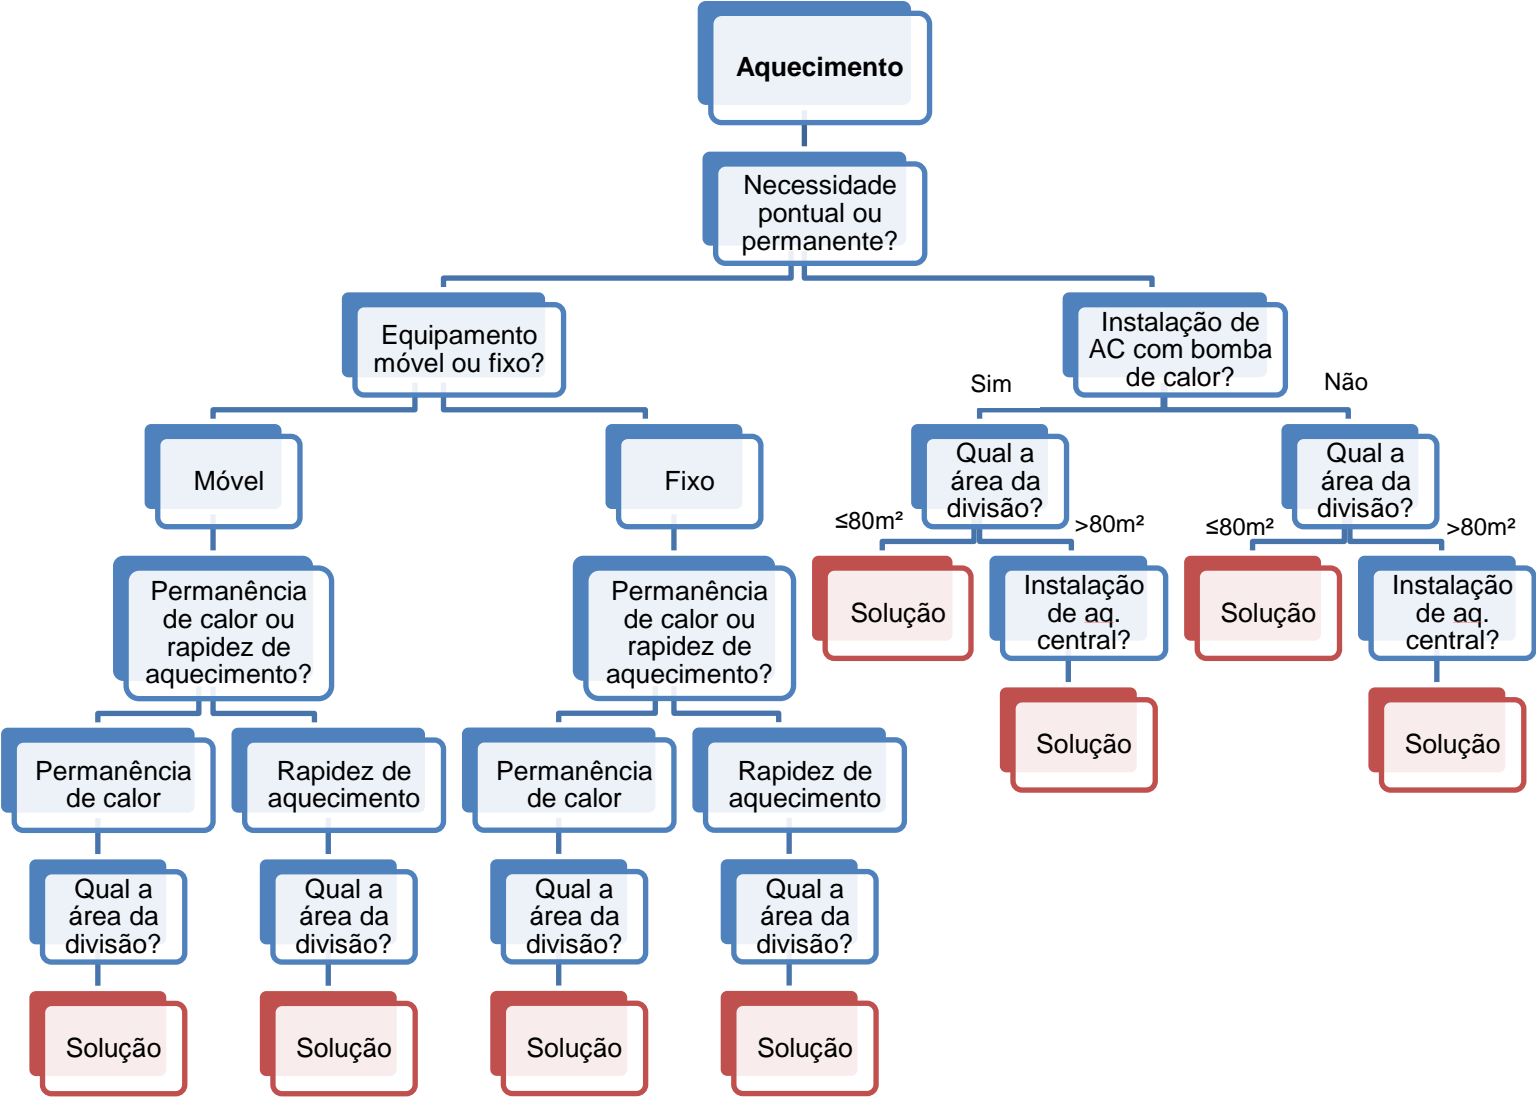 Aquecimento
Necessidade
pontual ou
permanente?
Equipamento
móvel ou fixo?
Instalação de
AC com bomba
de calor?
Sim
Não
Móvel
Fixo
Qual a
área da
divisão?
Qual a
área da
divisão?
≤80m²
>80m²
≤80m²
>80m²
Permanência
de calor ou
rapidez de
aquecimento?
Permanência
de calor ou
rapidez de
aquecimento?
Solução
Instalação
de aq.
central?
Solução
Instalação
de aq.
central?
Solução
Solução
Permanência
de calor
Rapidez de
aquecimento
Permanência
de calor
Rapidez de
aquecimento
Qual a
área da
divisão?
Qual a
área da
divisão?
Qual a
área da
divisão?
Qual a
área da
divisão?
Solução
Solução
Solução
Solução